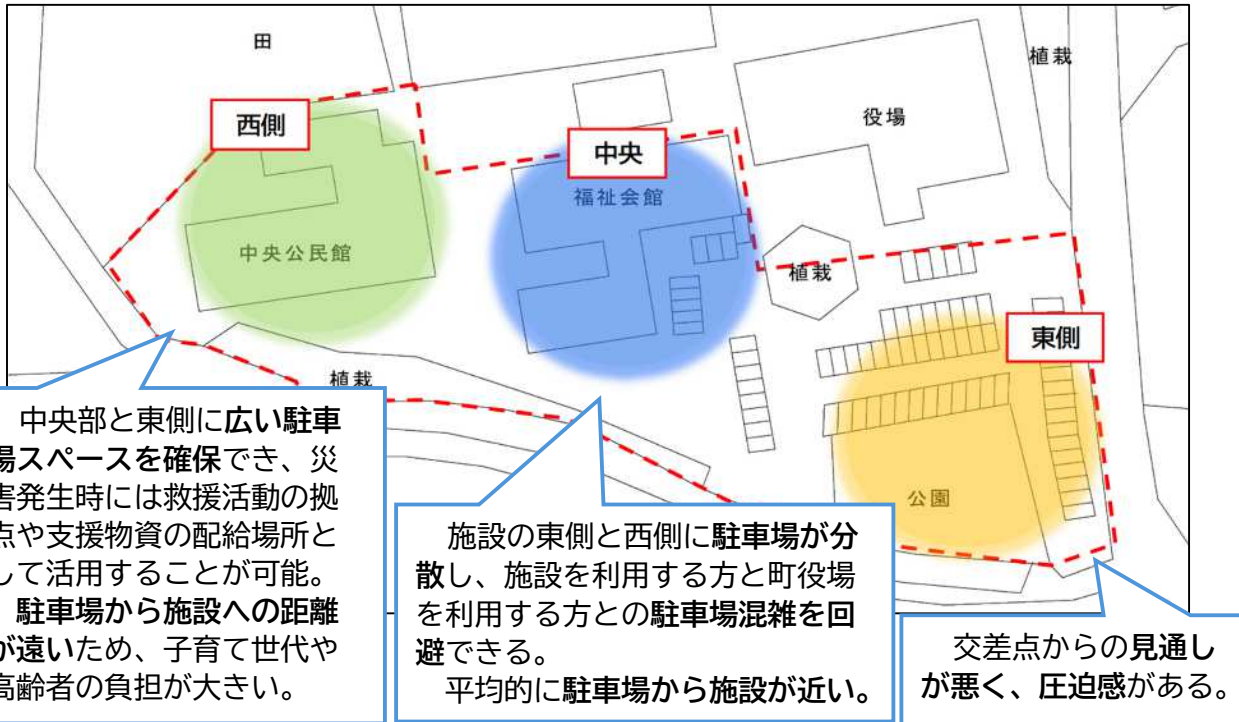 田
植栽
役場
西側
中央
福祉会館
中央公民館
植栽
東側
植栽
公園
中央部と東側に広い駐車
場スペースを確保でき、災
害発生時には救援活動の拠
点や支援物資の配給場所と
して活用することが可能。
駐車場から施設への距離
が遠いため、子育て世代や
高齢者の負担が大きい。
施設の東側と西側に駐車場が分
散し、施設を利用する方と町役場
を利用する方との駐車場混雑を回
避できる。
平均的に駐車場から施設が近い。
交差点からの見通し
が悪く、圧迫感がある。